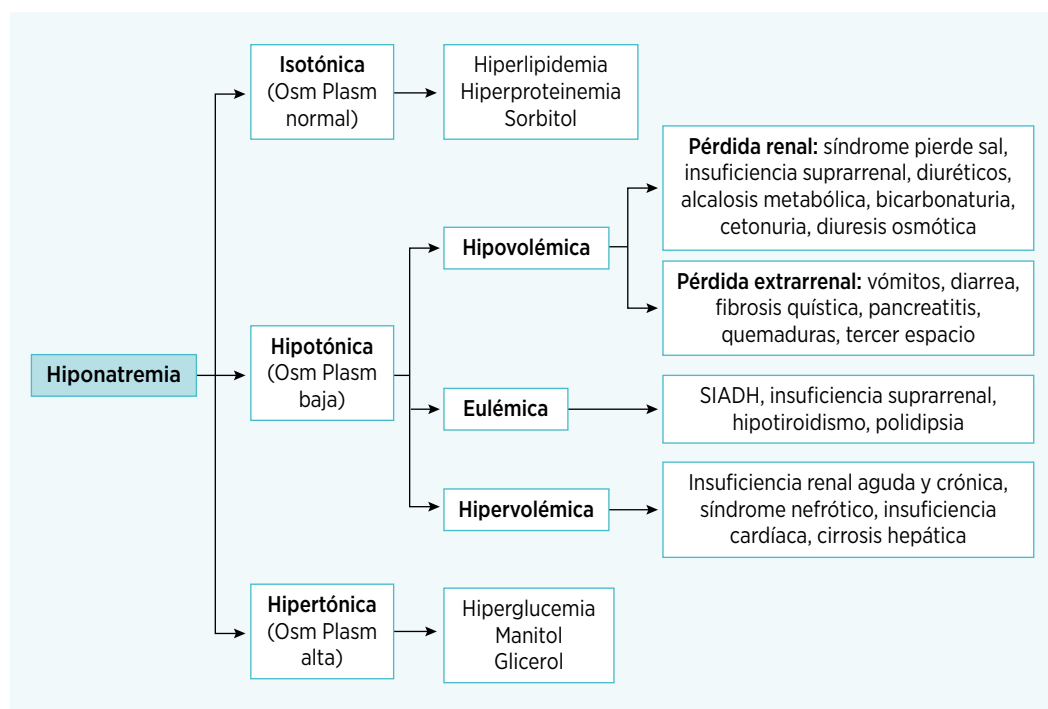 Hiponatremia
Isotónica
(Osm Plasm
normal)
Hiperlipidemia
Hiperproteinemia
Sorbitol
Hipotónica
(Osm Plasm
baja)
Hipovolémica
Pérdida renal: síndrome pierde sal,
insuficiencia suprarrenal, diuréticos,
alcalosis metabólica, bicarbonaturia,
cetonuria, diuresis osmótica
Pérdida extrarrenal: vómitos, diarrea,
fibrosis quística, pancreatitis,
quemaduras, tercer espacio
Eulémica
SIADH, insuficiencia suprarrenal,
hipotiroidismo, polidipsia
Hipervolémica
Insuficiencia renal aguda y crónica,
síndrome nefrótico, insuficiencia
cardíaca, cirrosis hepática
Hipertónica
(Osm Plasm
alta)
Hiperglucemia
Manitol
Glicerol